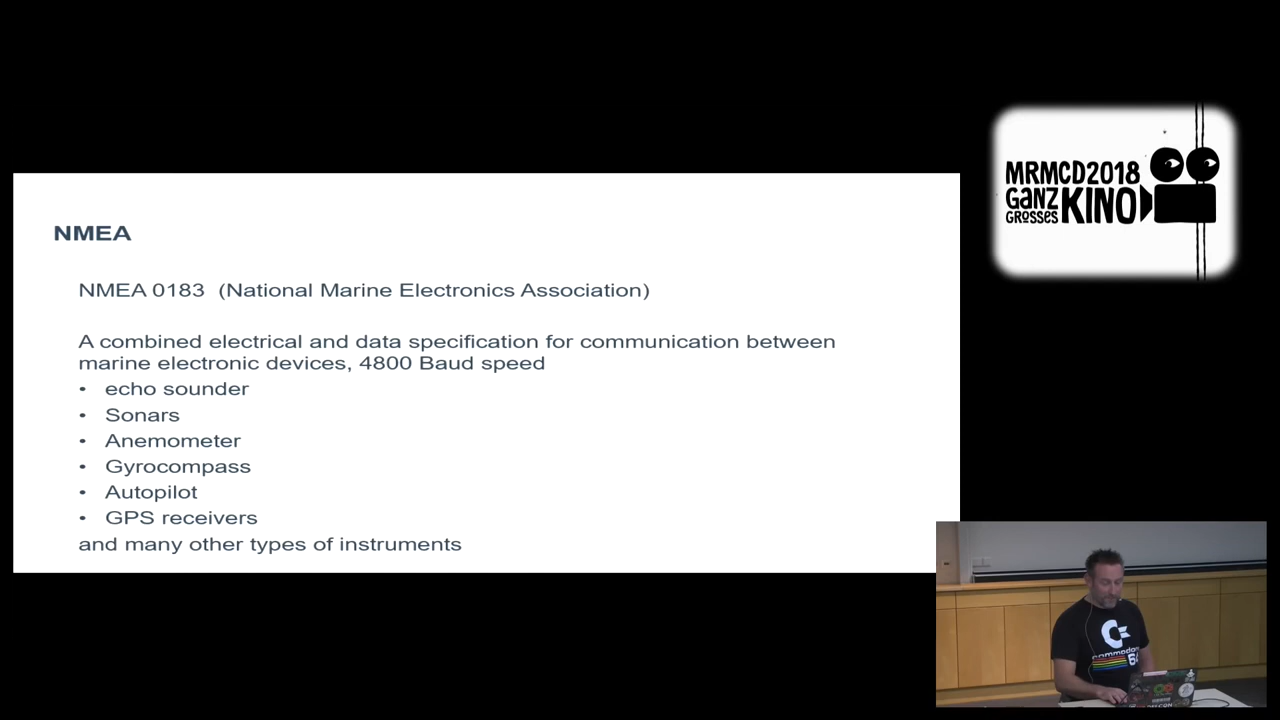 NMEA
NMEA 0183 (National Marine Electronics Association)
A combined electrical and data specification for communication between
marine electronic devices, 4800 Baud speed
• echo sounder
• Sonars
• Anemometer
• Gyrocompass
• Autopilot
• GPS receivers
and many other types of instruments
MRMCD2018
GANZ
GROSSES
KINO
commodore
64